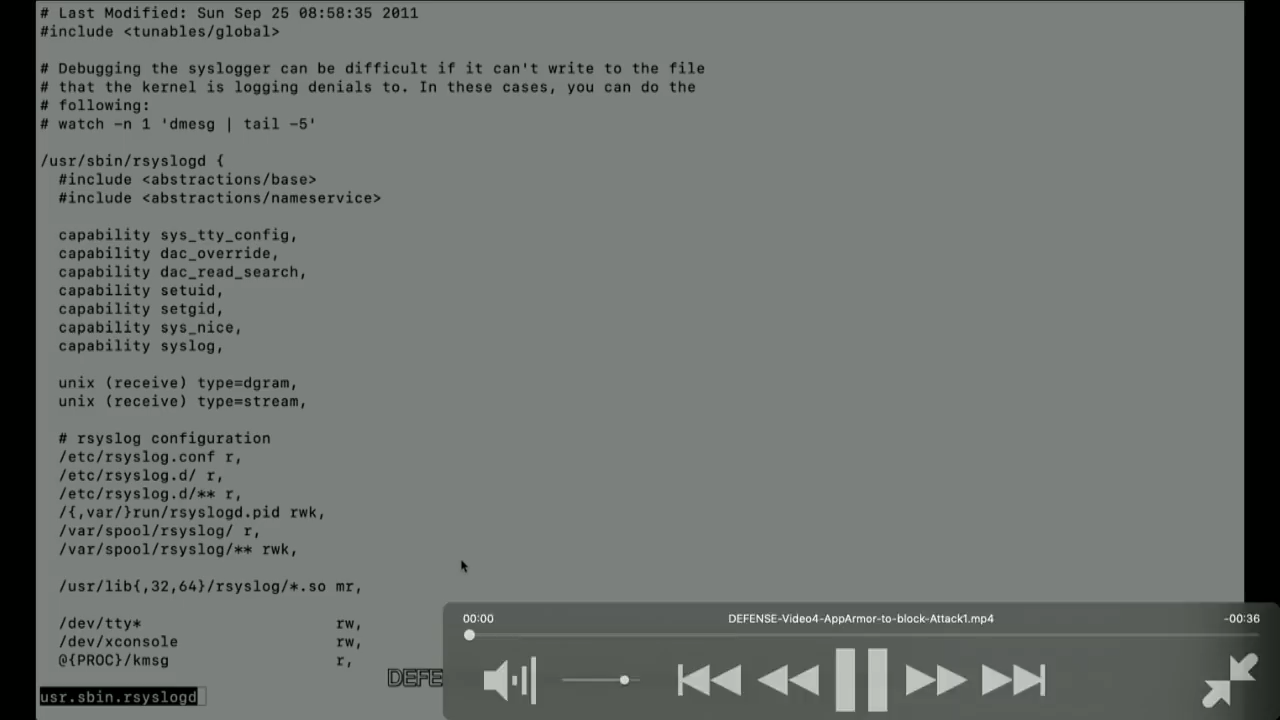 # Last Modified: Sun Sep 25 08:58:35 2011
#include <tunables/global>
# Debugging the syslogger can be difficult if it can't write to the file
# that the kernel is logging denials to. In these cases, you can do the
# following:
# watch -n 1 'dmesg | tail -5'
/usr/sbin/rsyslogd {
#include <abstractions/base>
#include <abstractions/nameservice>
capability sys_tty_config,
capability dac_override,
capability dac_read_search,
capability setuid,
capability setgid,
capability sys_nice,
capability syslog,
unix (receive) type=dgram,
unix (receive) type=stream,
# rsyslog configuration
/etc/rsyslog.conf r,
/etc/rsyslog.d/ r,
/etc/rsyslog.d/** r,
/{,var/}run/rsyslogd.pid rwk,
/var/spool/rsyslog/ r,
/var/spool/rsyslog/** rwk,
/usr/lib{,32,64}/rsyslog/*.so mr,
/dev/tty* rw,
/dev/xconsole rw,
@{PROC}/kmsg r,
usr.sbin.rsyslogd
DEFE
00:00 DEFENSE-Video4-AppArmor-to-block-Attack1.mp4 -00:36